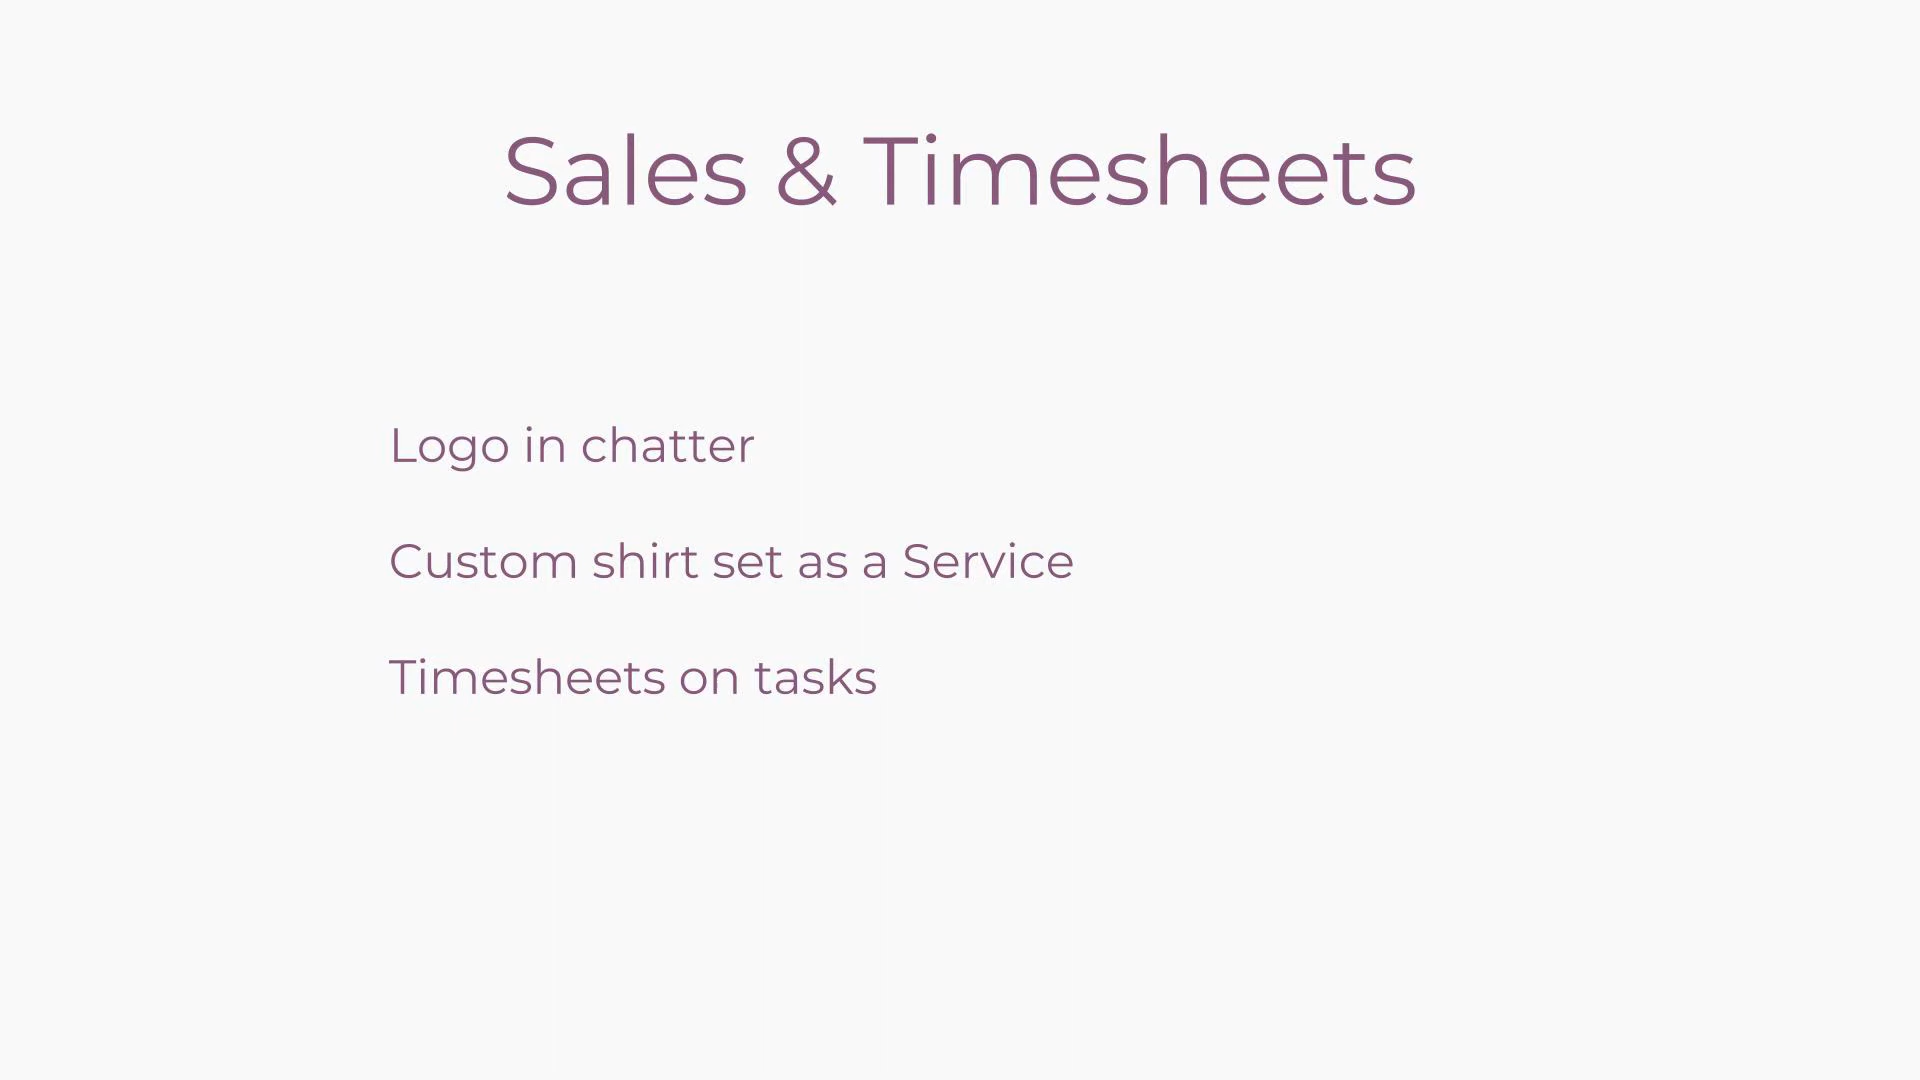 Sales & Timesheets
Logo in chatter
Custom shirt set as a Service
Timesheets on tasks